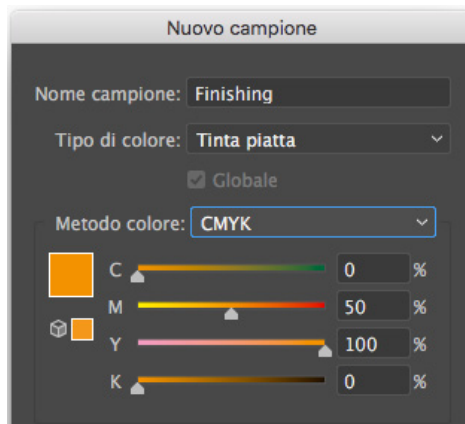 Nuovo campione
Nome campione: Finishing
Tipo di colore: Tinta piatta
Globale
Metodo colore: CMYK
C 0 %
M 50 %
Y 100 %
K 0 %